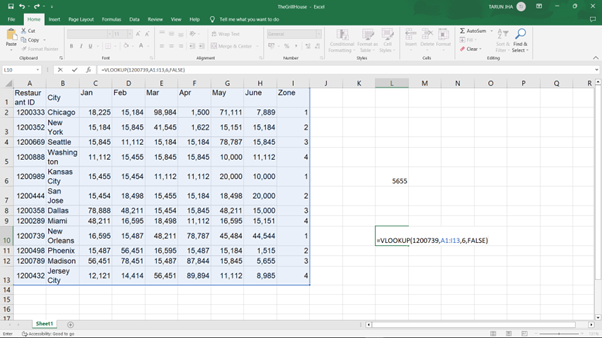 TheGrillHouse - Excel
TARUN JHA
File Home Insert Page Layout Formulas Data Review View Help Tell me what you want to do
Paste
Cut
Copy
Format Painter
Clipboard Font Alignment Number Styles Cells Editing
Wrap Text
Merge & Center
General
Conditional Formatting
Format as Table
Cell Styles
Insert Delete Format
AutoSum
Fill
Clear
Sort & Filter
Find & Select
L10 =VLOOKUP(1200739,A1:I13,6,FALSE)
A B C D E F G H I J K L M N O P Q R
1 Restaurant ID City Jan Feb Mar Apr May June Zone
2 1200333 Chicago 18,225 15,184 98,984 1,500 71,111 7,889 1
3 1200352 New York 15,184 15,845 41,545 1,622 15,151 15,184 2
4 1200669 Seattle 15,845 11,112 15,184 15,184 78,787 15,845 3
5 1200888 Washington 11,112 15,455 15,845 15,845 10,000 11,112 4
6 1200989 Kansas City 15,455 15,454 11,112 11,112 20,000 10,000 1 5655
7 1200444 San Jose 15,454 18,498 15,455 15,184 18,498 20,000 2
8 1200358 Dallas 78,888 48,211 15,454 15,845 48,211 15,000 3
9 1200289 Miami 48,211 16,595 18,498 11,112 16,595 15,151 4
10 1200739 New Orleans 16,595 15,487 48,211 78,787 45,484 44,544 1 =VLOOKUP(1200739,A1:I13,6,FALSE)
11 1200498 Phoenix 15,487 56,451 16,595 15,487 15,184 1,515 2
12 1200789 Madison 56,451 78,451 15,487 87,844 15,845 5,655 3
13 1200432 Jersey City 12,121 14,414 56,451 89,894 11,112 8,985 4
14
15
16
17
Sheet1
Enter Accessibility: Good to go